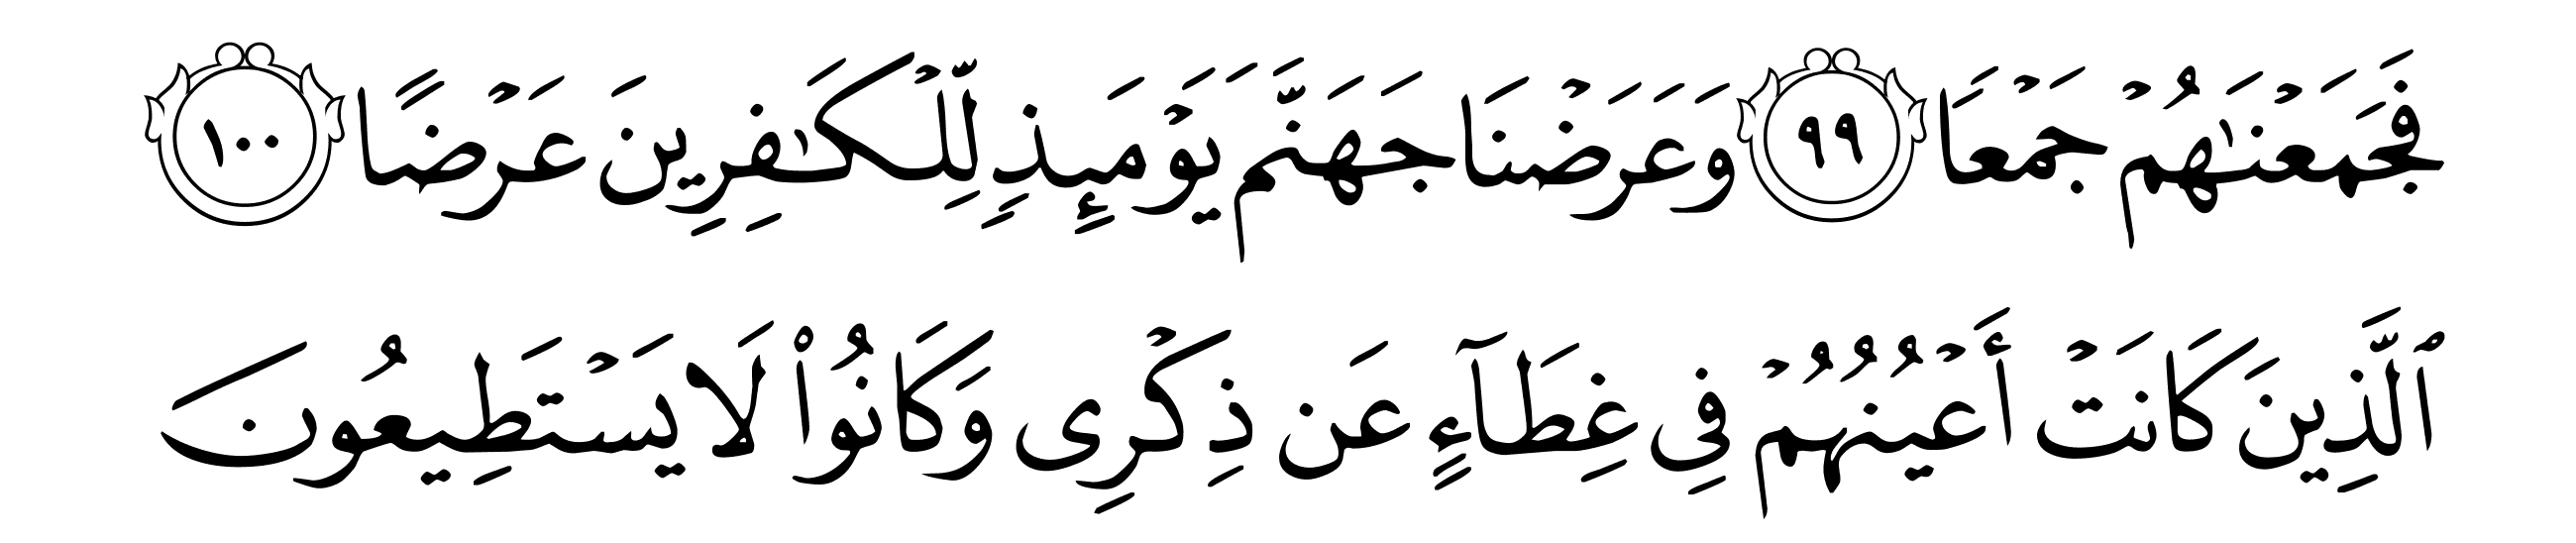 فَجَمَعْنَـٰهُمْ جَمْعًا ٩٩ وَعَرَضْنَا جَهَنَّمَ يَوْمَئِذٍ لِّلْكَـٰفِرِينَ عَرْضًا ١٠٠
ٱلَّذِينَ كَانَتْ أَعْيُنُهُمْ فِى غِطَآءٍ عَن ذِكْرِى وَكَانُوا۟ لَا يَسْتَطِيعُونَ